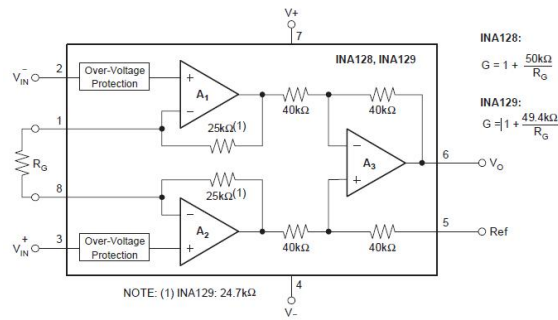 V+
7
INA128, INA129
INA128:
G = 1 + 50kΩ / R_G
INA129:
G = 1 + 49.4kΩ / R_G
V⁻_IN
2
Over-Voltage
Protection
+
−
A₁
40kΩ
40kΩ
1
25kΩ(1)
R_G
−
+
A₃
6
V_O
8
25kΩ(1)
V⁺_IN
3
Over-Voltage
Protection
−
+
A₂
40kΩ
40kΩ
5
Ref
4
V−
NOTE: (1) INA129: 24.7kΩ